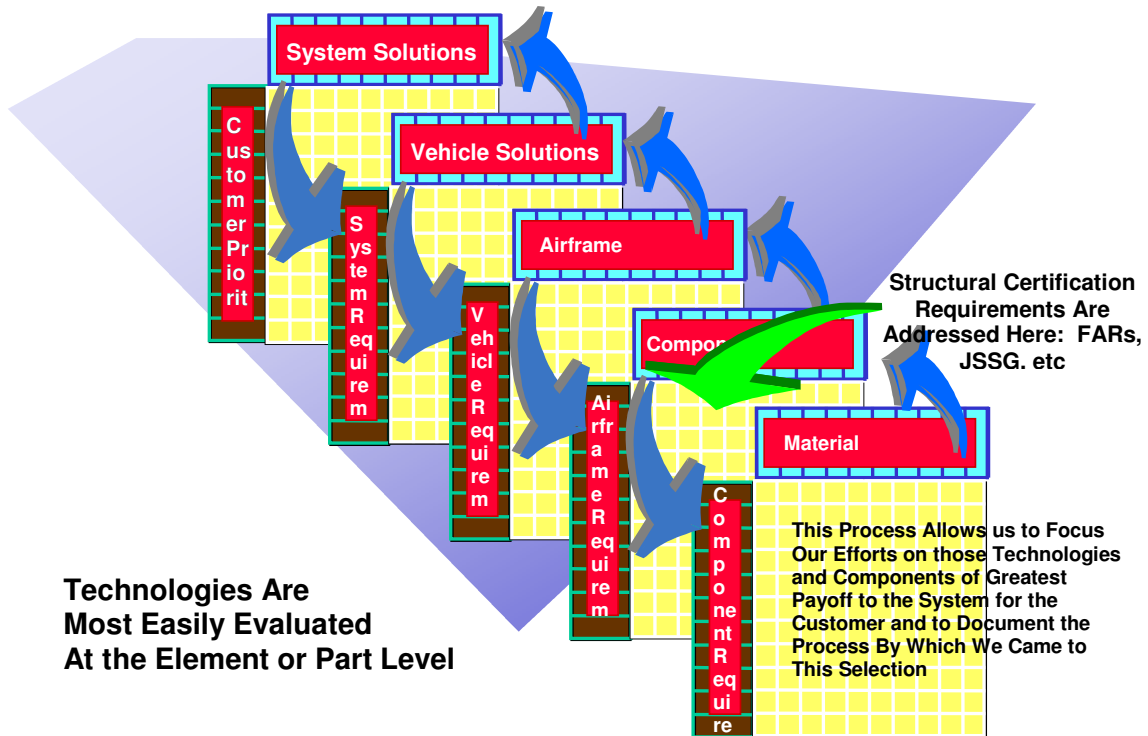 System Solutions
C
us
to
m
er
Pr
io
rit
Vehicle Solutions
S
ys
te
m
R
eq
ui
re
m
Airframe
V
eh
icl
e
R
eq
ui
re
m
Structural Certification
Requirements Are
Addressed Here: FARs,
JSSG. etc
Ai
rfr
a
m
e
R
eq
ui
re
m
Material
C
o
m
p
o
ne
nt
R
eq
ui
re
This Process Allows us to Focus
Our Efforts on those Technologies
and Components of Greatest
Payoff to the System for the
Customer and to Document the
Process By Which We Came to
This Selection
Technologies Are
Most Easily Evaluated
At the Element or Part Level